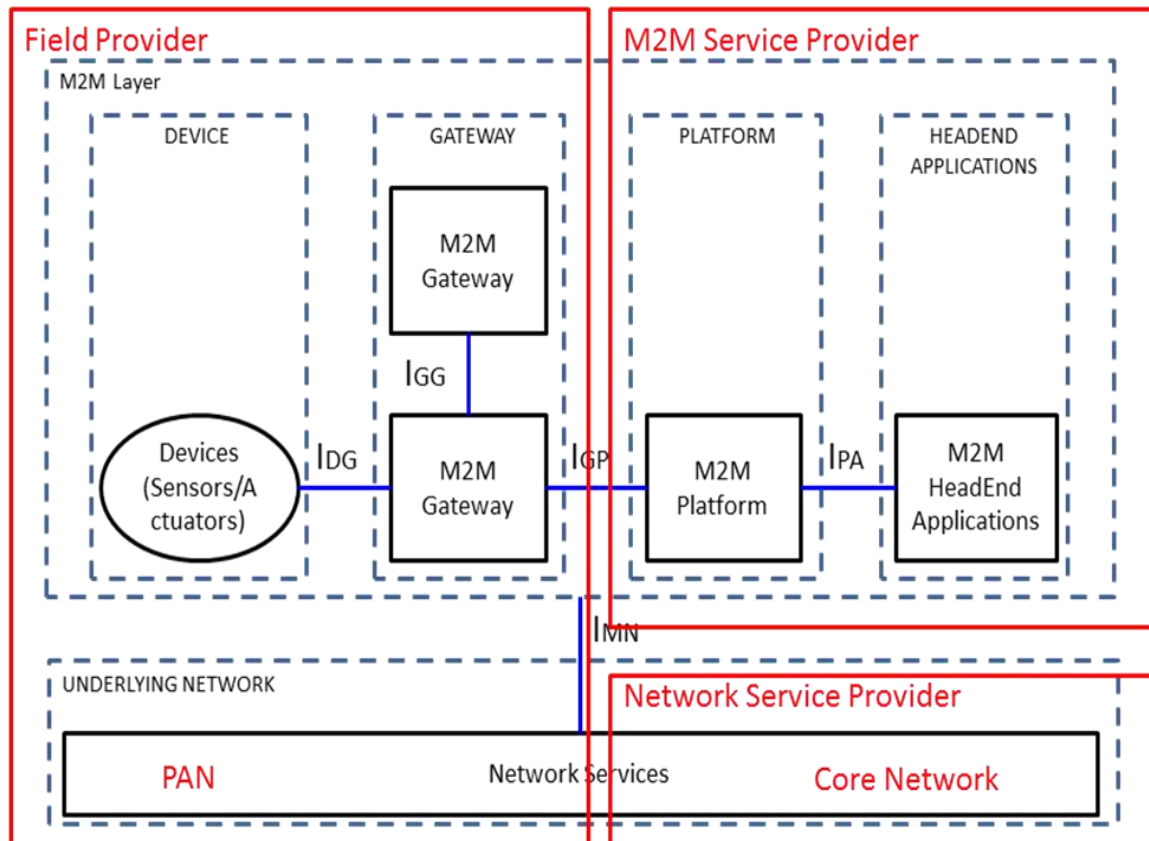 Field Provider
M2M Service Provider
M2M Layer
DEVICE
GATEWAY
PLATFORM
HEADEND
APPLICATIONS
M2M
Gateway
IGG
Devices
(Sensors/A
ctuators)
IDG
M2M
Gateway
IGP
M2M
Platform
IPA
M2M
HeadEnd
Applications
IMN
UNDERLYING NETWORK
Network Service Provider
PAN
Network Services
Core Network